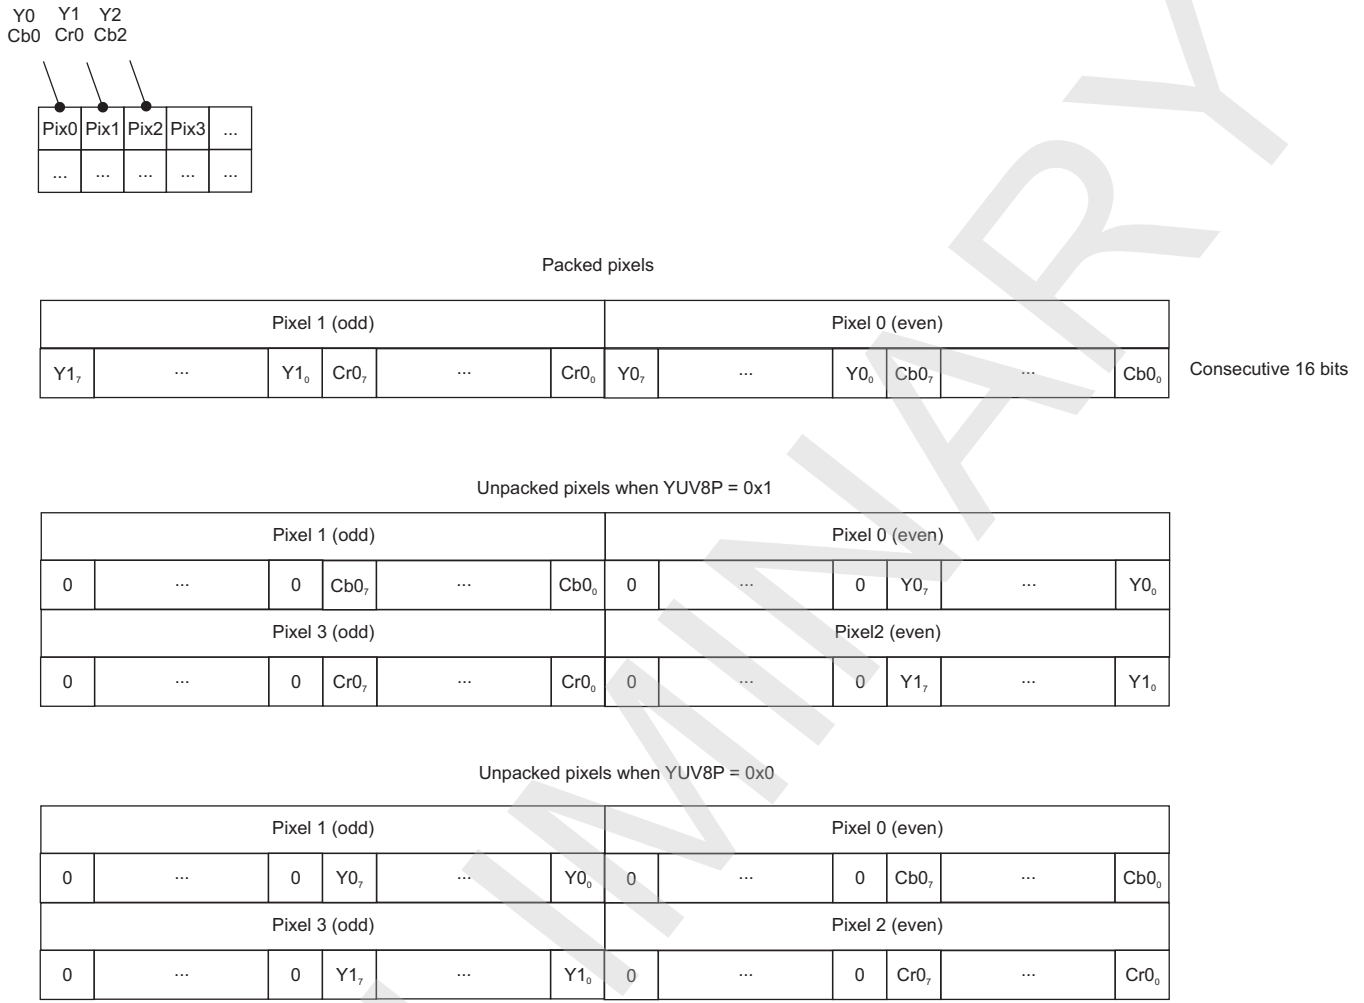 Y0 Y1 Y2
Cb0 Cr0 Cb2
Pix0 Pix1 Pix2 Pix3 ...
... ... ... ... ...
Packed pixels
Pixel 1 (odd) Pixel 0 (even)
Y1₇ ... Y1₀ Cr0₇ ... Cr0₀ Y0₇ ... Y0₀ Cb0₇ ... Cb0₀ Consecutive 16 bits
Unpacked pixels when YUV8P = 0x1
Pixel 1 (odd) Pixel 0 (even)
0 ... 0 Cb0₇ ... Cb0₀ 0 ... 0 Y0₇ ... Y0₀
Pixel 3 (odd) Pixel2 (even)
0 ... 0 Cr0₇ ... Cr0₀ 0 ... 0 Y1₇ ... Y1₀
Unpacked pixels when YUV8P = 0x0
Pixel 1 (odd) Pixel 0 (even)
0 ... 0 Y0₇ ... Y0₀ 0 ... 0 Cb0₇ ... Cb0₀
Pixel 3 (odd) Pixel 2 (even)
0 ... 0 Y1₇ ... Y1₀ 0 ... 0 Cr0₇ ... Cr0₀
IMINARY